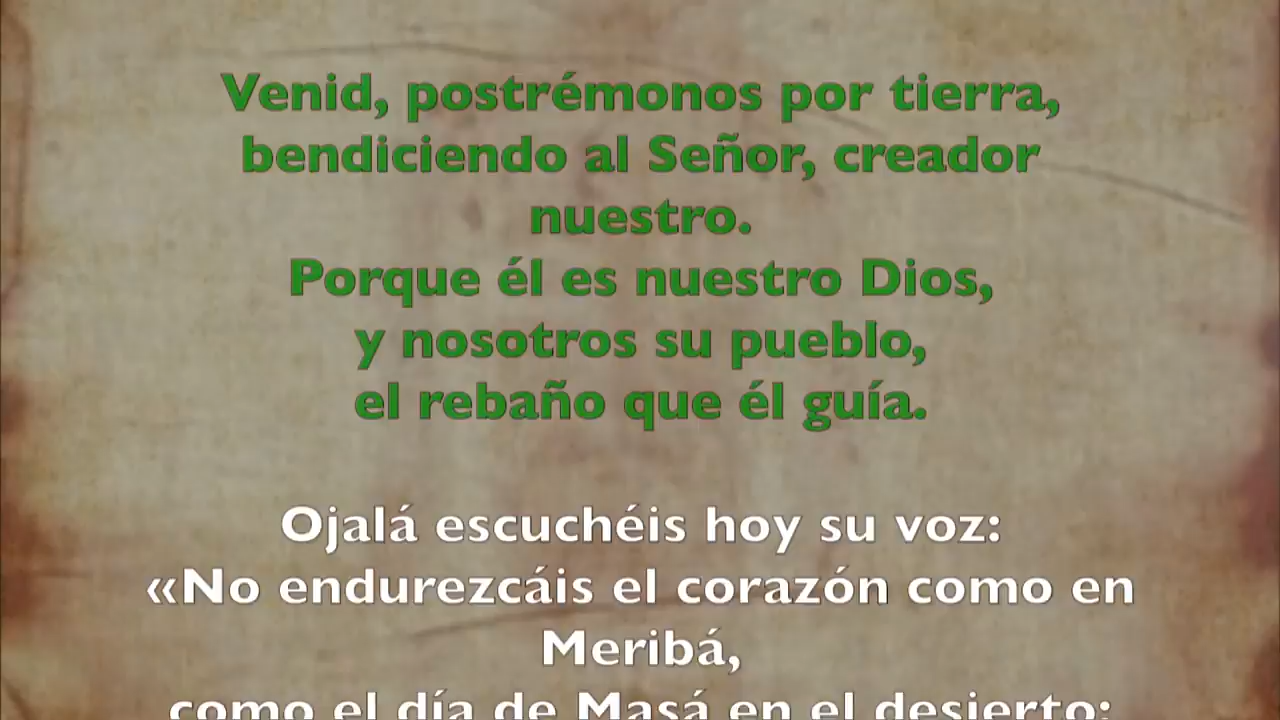 Venid, postrémonos por tierra,
bendiciendo al Señor, creador
nuestro.
Porque él es nuestro Dios,
y nosotros su pueblo,
el rebaño que él guía.
Ojalá escuchéis hoy su voz:
«No endurezcáis el corazón como en
Meribá,
como el día de Masá en el desierto;